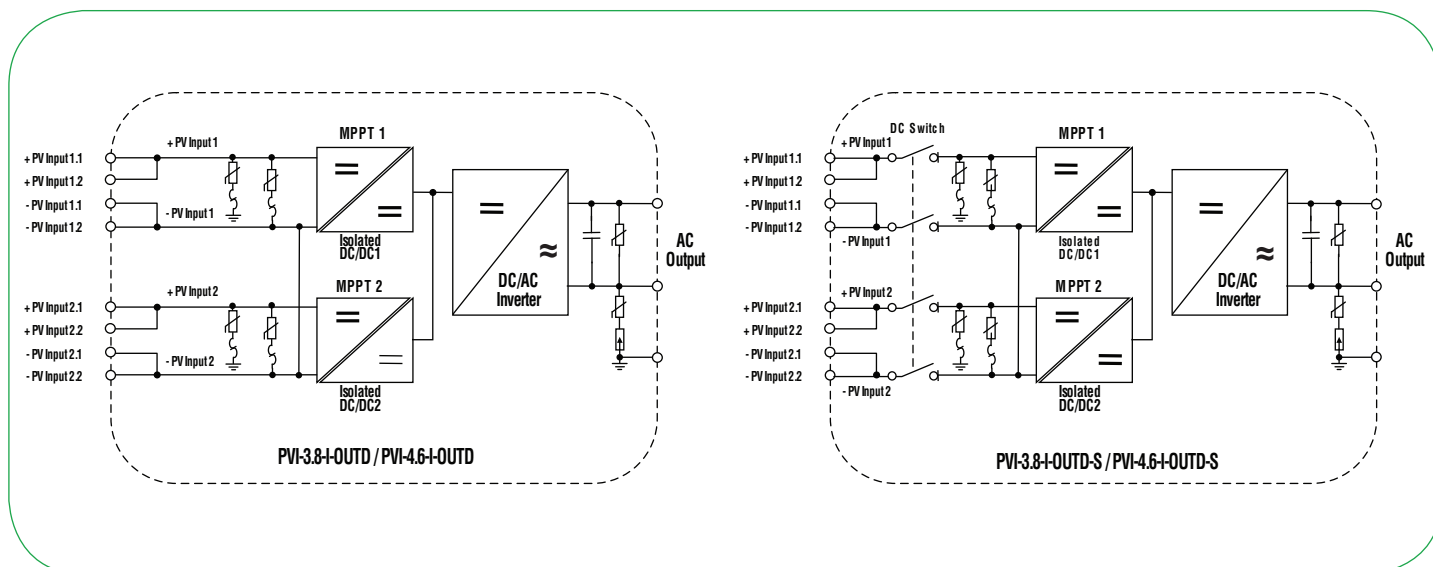 MPPT 1
+ PV Input 1
+ PV Input 1.1
+ PV Input 1.2
- PV Input 1.1
- PV Input 1
- PV Input 1.2
Isolated
DC/DC1
MPPT 2
+ PV Input 2
+ PV Input 2.1
+ PV Input 2.2
- PV Input 2.1
- PV Input 2
- PV Input 2.2
Isolated
DC/DC2
DC/AC
Inverter
AC
Output
PVI-3.8-I-OUTD / PVI-4.6-I-OUTD
DC Switch
MPPT 1
+ PV Input 1
+ PV Input 1.1
+ PV Input 1.2
- PV Input 1.1
- PV Input 1.2
- PV Input 1
Isolated
DC/DC1
MPPT 2
+ PV Input 2
+ PV Input 2.1
+ PV Input 2.2
- PV Input 2.1
- PV Input 2.2
- PV Input 2
Isolated
DC/DC2
DC/AC
Inverter
AC
Output
PVI-3.8-I-OUTD-S / PVI-4.6-I-OUTD-S